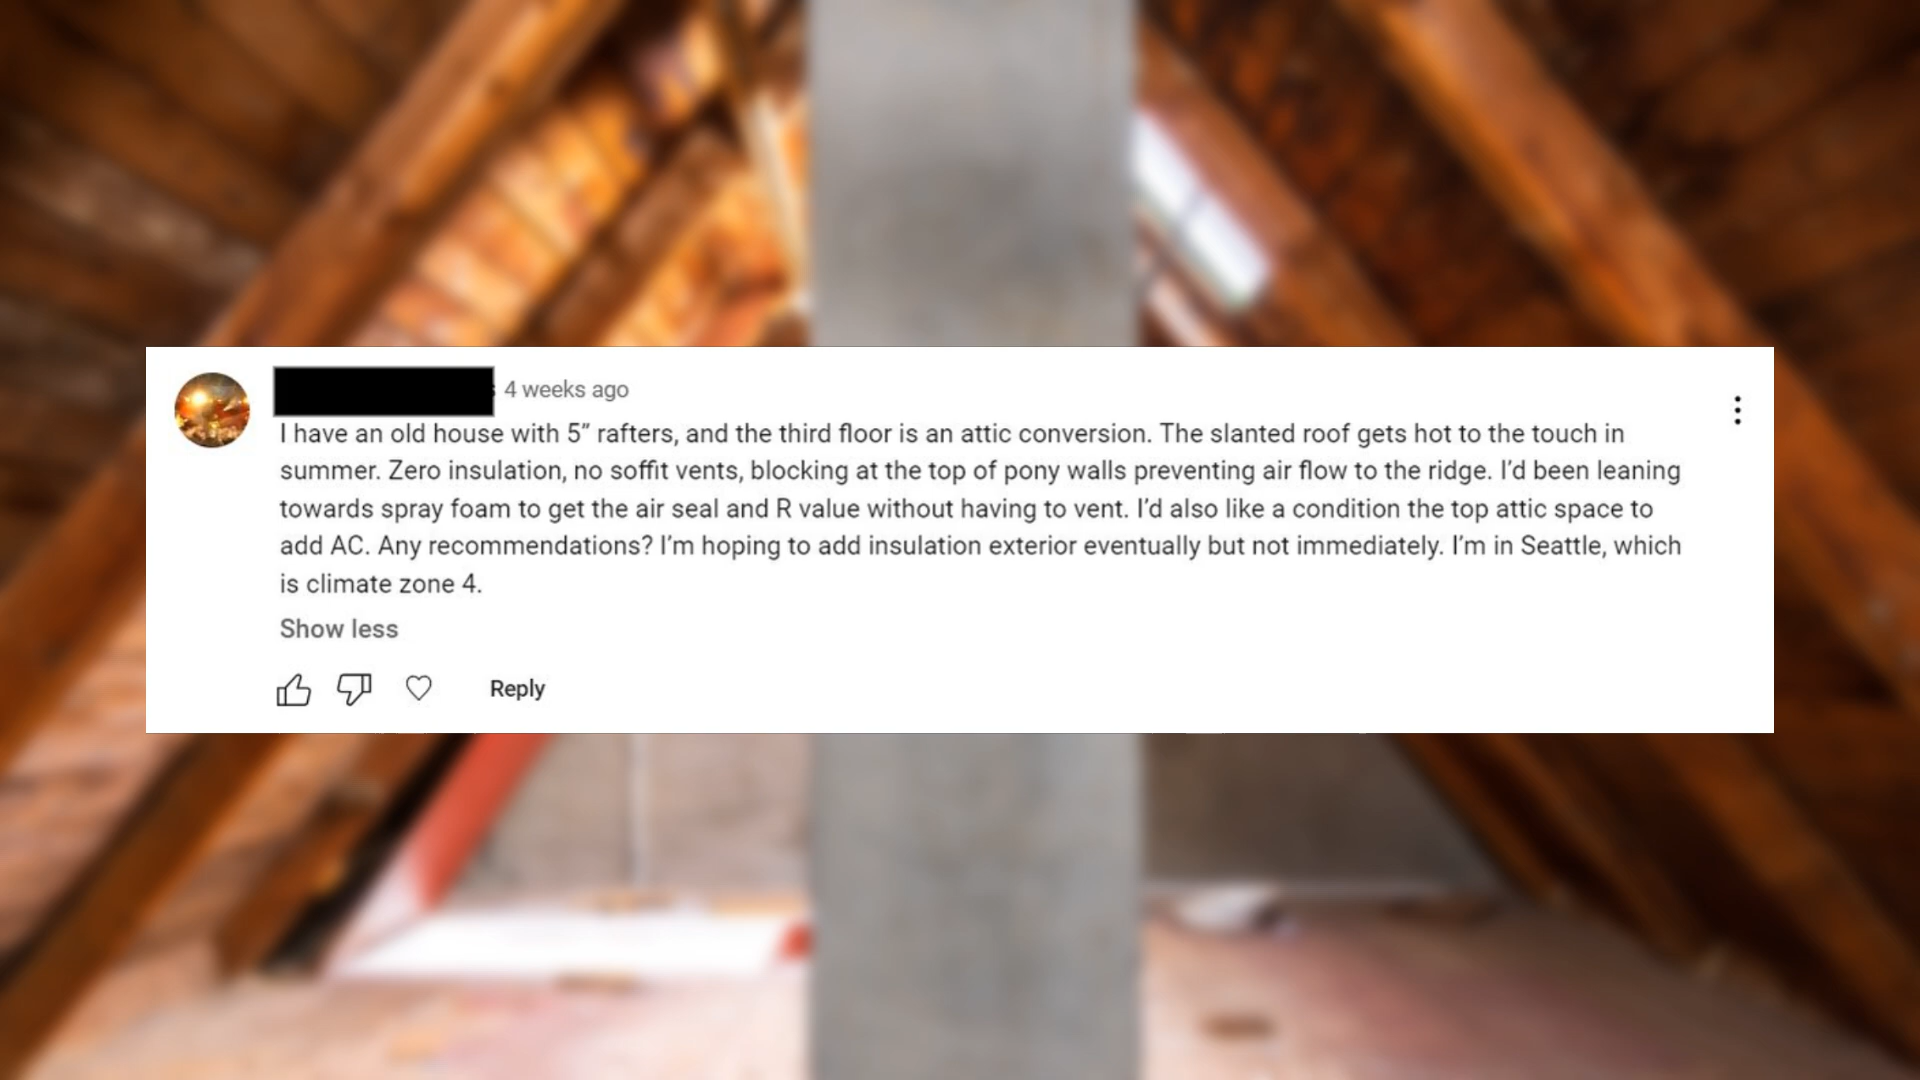 4 weeks ago
I have an old house with 5” rafters, and the third floor is an attic conversion. The slanted roof gets hot to the touch in
summer. Zero insulation, no soffit vents, blocking at the top of pony walls preventing air flow to the ridge. I’d been leaning
towards spray foam to get the air seal and R value without having to vent. I’d also like a condition the top attic space to
add AC. Any recommendations? I’m hoping to add insulation exterior eventually but not immediately. I’m in Seattle, which
is climate zone 4.
Show less
Reply